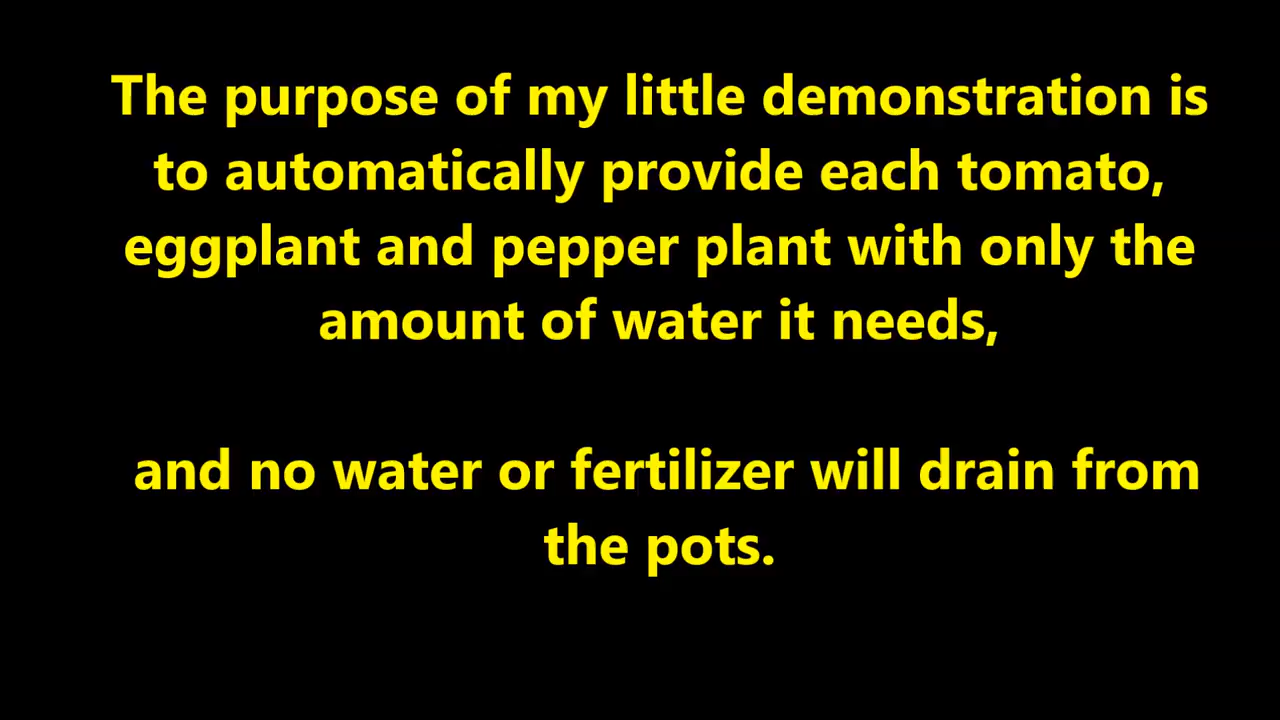 The purpose of my little demonstration is
to automatically provide each tomato,
eggplant and pepper plant with only the
amount of water it needs,
and no water or fertilizer will drain from
the pots.